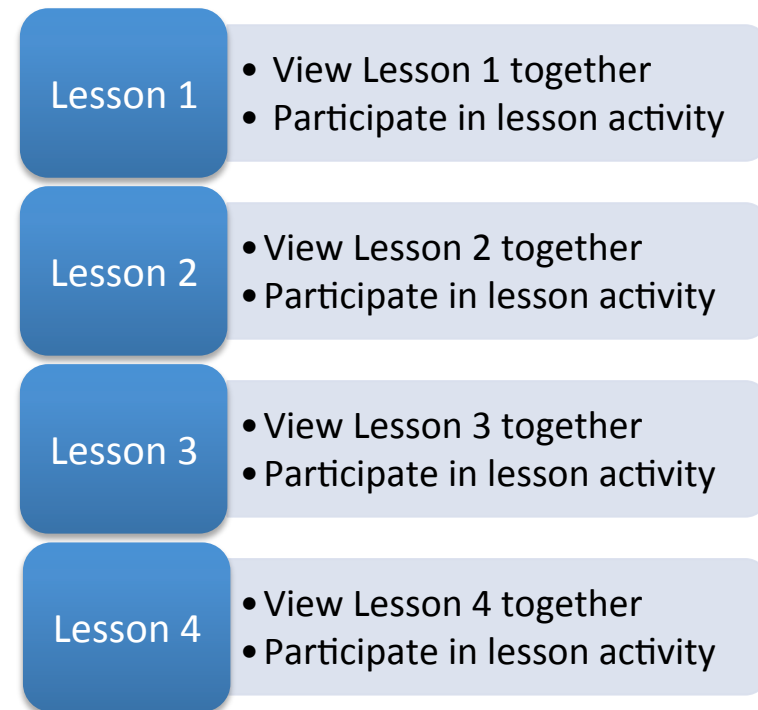 Lesson 1
• View Lesson 1 together
• Participate in lesson activity
Lesson 2
• View Lesson 2 together
• Participate in lesson activity
Lesson 3
• View Lesson 3 together
• Participate in lesson activity
Lesson 4
• View Lesson 4 together
• Participate in lesson activity